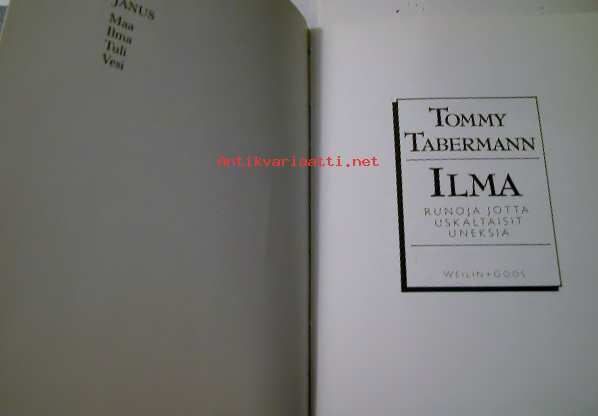 JANUS
Maa
Ilma
Tuli
Vesi
Antikvariaatti.net
TOMMY
TABERMANN
ILMA
RUNOJA JOTTA
USKALTAISIT
UNEKSIA
WEILIN+GÖÖS